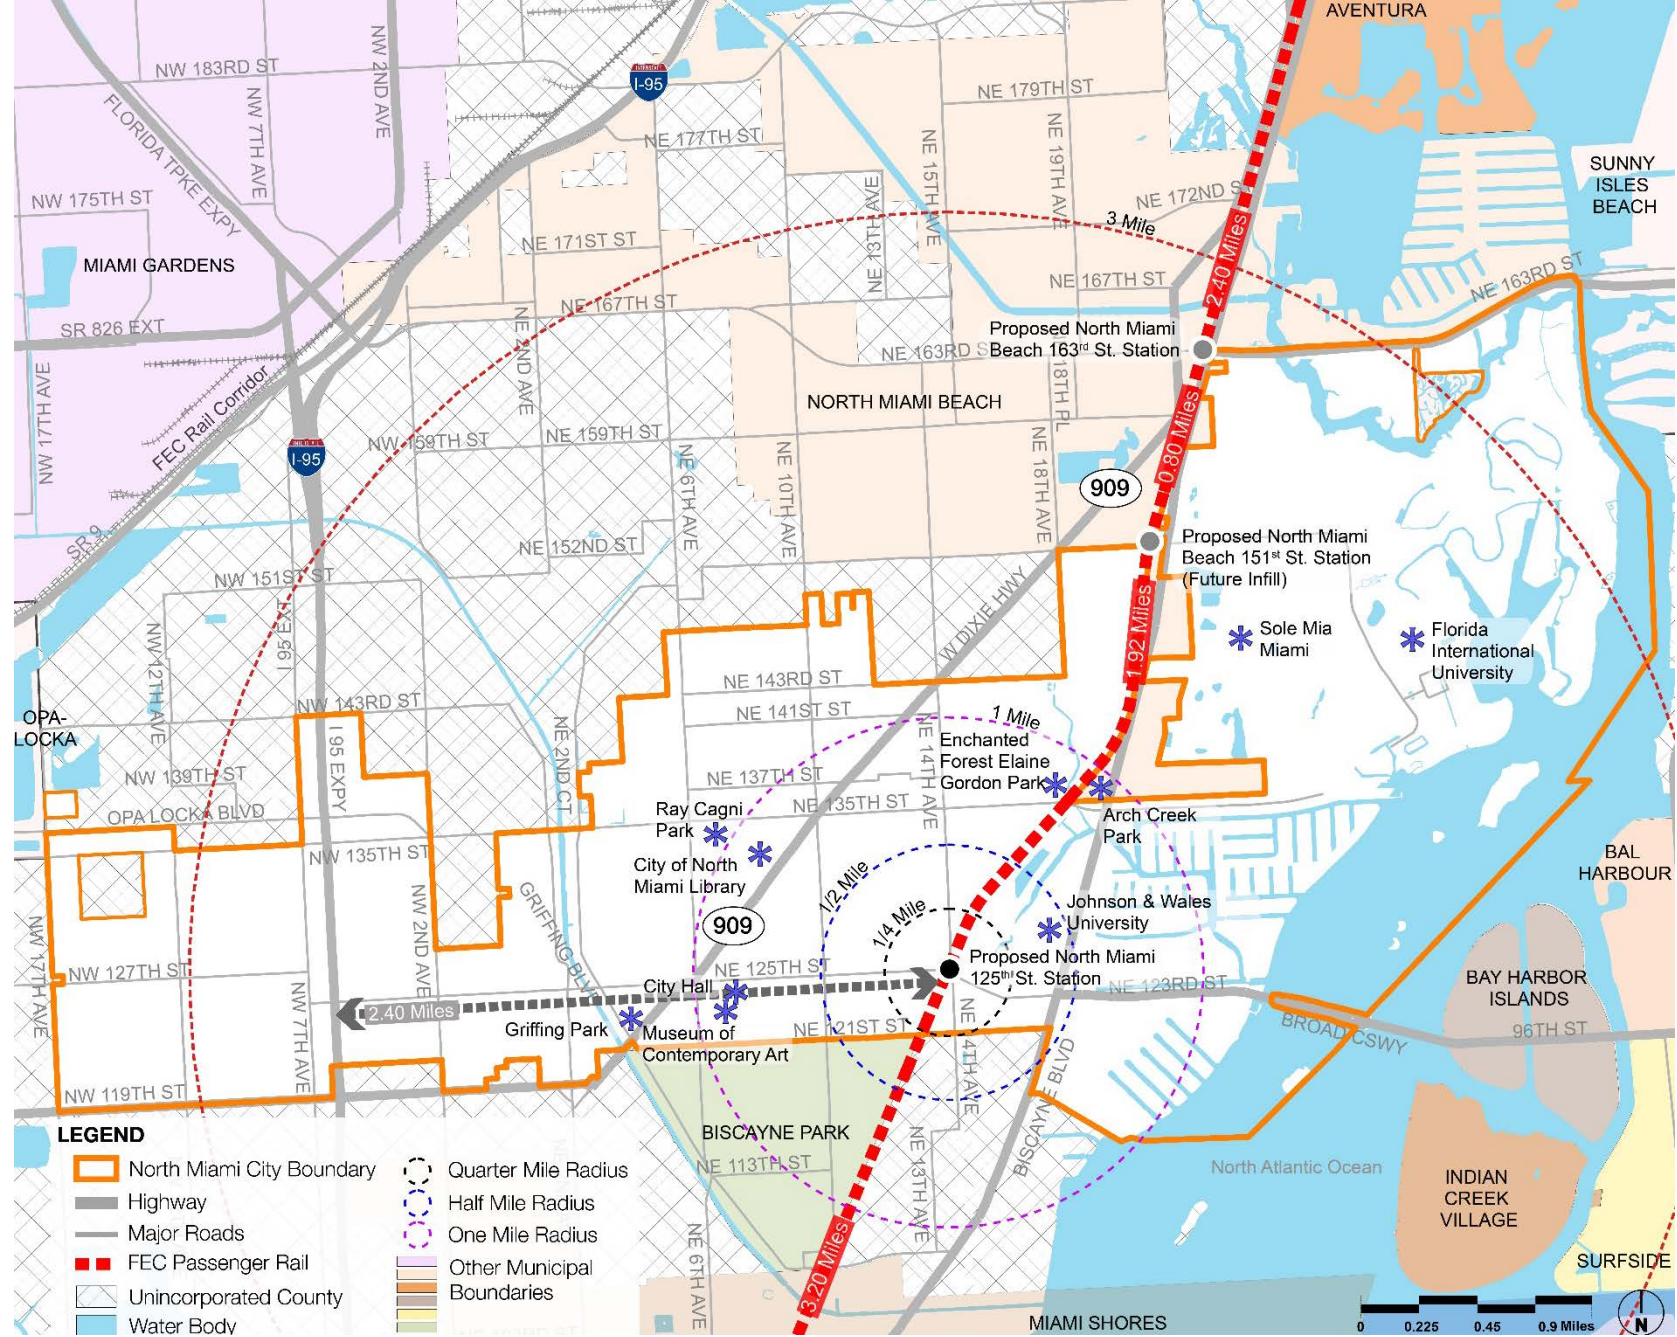 AVENTURA
NW 183RD ST
NW 2ND AVE
NW 7TH AVE
FLORIDA TPKE EXPY
I-95
NE 179TH ST
NE 177TH ST
NE 15TH AVE
NE 19TH AVE
SUNNY
ISLES
BEACH
NW 175TH ST
NE 13TH AVE
NE 172ND S
3 Mile
NE 171ST ST
MIAMI GARDENS
2.40 Miles
NE 167TH ST
NE 167TH ST
NE 163RD ST
SR 826 EXT
NE 2ND AVE
Proposed North Miami
Beach 163rd St. Station
NE 163RD S
18TH PL
NW 17TH AVE
FEC Rail Corridor
NORTH MIAMI BEACH
0.80 Miles
NW 159TH ST
NE 159TH ST
I-95
NE 6TH AVE
NE 10TH AVE
NE 18TH AVE
909
SR 9
NE 152ND ST
Proposed North Miami
Beach 151st St. Station
(Future Infill)
NW 151ST ST
I 95 EXT
W DIXIE HWY
1.92 Miles
NW 12TH AVE
Sole Mia
Miami
Florida
International
University
NE 143RD ST
NW 143RD ST
NE 141ST ST
OPA-
LOCKA
I 95 EXPY
NE 2ND CT
NE 14TH AVE
1 Mile
Enchanted
Forest Elaine
Gordon Park
NW 139TH ST
NE 137TH ST
NE 135TH ST
OPA LOCKA BLVD
Ray Cagni
Park
Arch Creek
Park
NW 135TH ST
City of North
Miami Library
BAL
HARBOUR
NW 2ND AVE
GRIFFING BLVD
1/2 Mile
1/4 Mile
Johnson & Wales
University
909
NW 17TH AVE
NW 127TH ST
NE 125TH ST
Proposed North Miami
125th St. Station
City Hall
NE 123RD ST
BAY HARBOR
ISLANDS
NW 7TH AVE
2.40 Miles
Griffing Park
Museum of
Contemporary Art
NE 121ST ST
BROAD CSWY
96TH ST
4TH AVE
BISCAYNE BLVD
NW 119TH ST
BISCAYNE PARK
NE 113TH ST
NE 13TH AVE
North Atlantic Ocean
INDIAN
CREEK
VILLAGE
NE 6TH AVE
3.20 Miles
SURFSIDE
MIAMI SHORES
LEGEND
North Miami City Boundary
Highway
Major Roads
FEC Passenger Rail
Unincorporated County
Water Body
Quarter Mile Radius
Half Mile Radius
One Mile Radius
Other Municipal
Boundaries
0 0.225 0.45 0.9 Miles
N